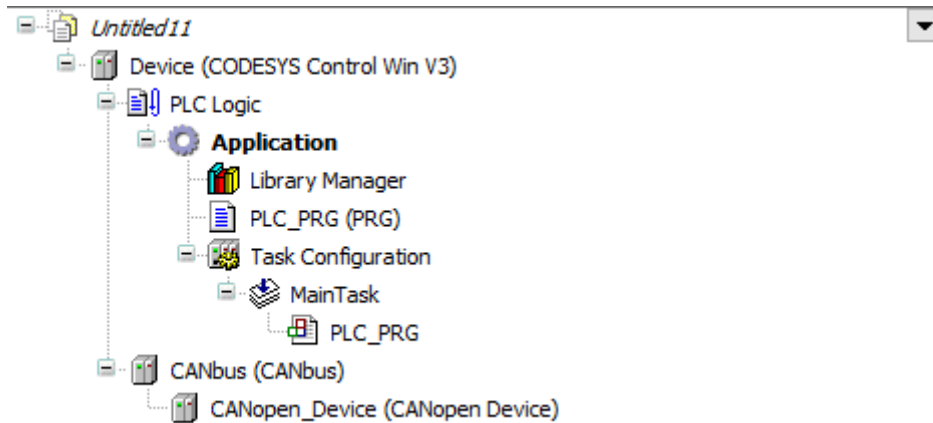 Untitled11
Device (CODESYS Control Win V3)
PLC Logic
Application
Library Manager
PLC_PRG (PRG)
Task Configuration
MainTask
PLC_PRG
CANbus (CANbus)
CANopen_Device (CANopen Device)